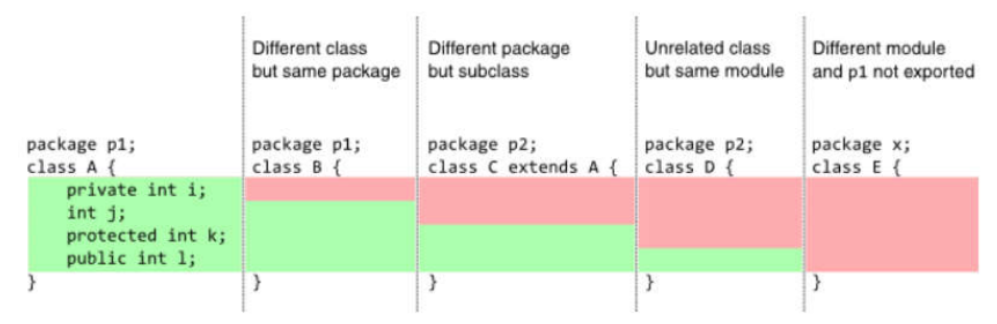 Different class
but same package
Different package
but subclass
Unrelated class
but same module
Different module
and p1 not exported
package p1;
class A {
private int i;
int j;
protected int k;
public int l;
}
package p1;
class B {
}
package p2;
class C extends A {
}
package p2;
class D {
}
package x;
class E {
}